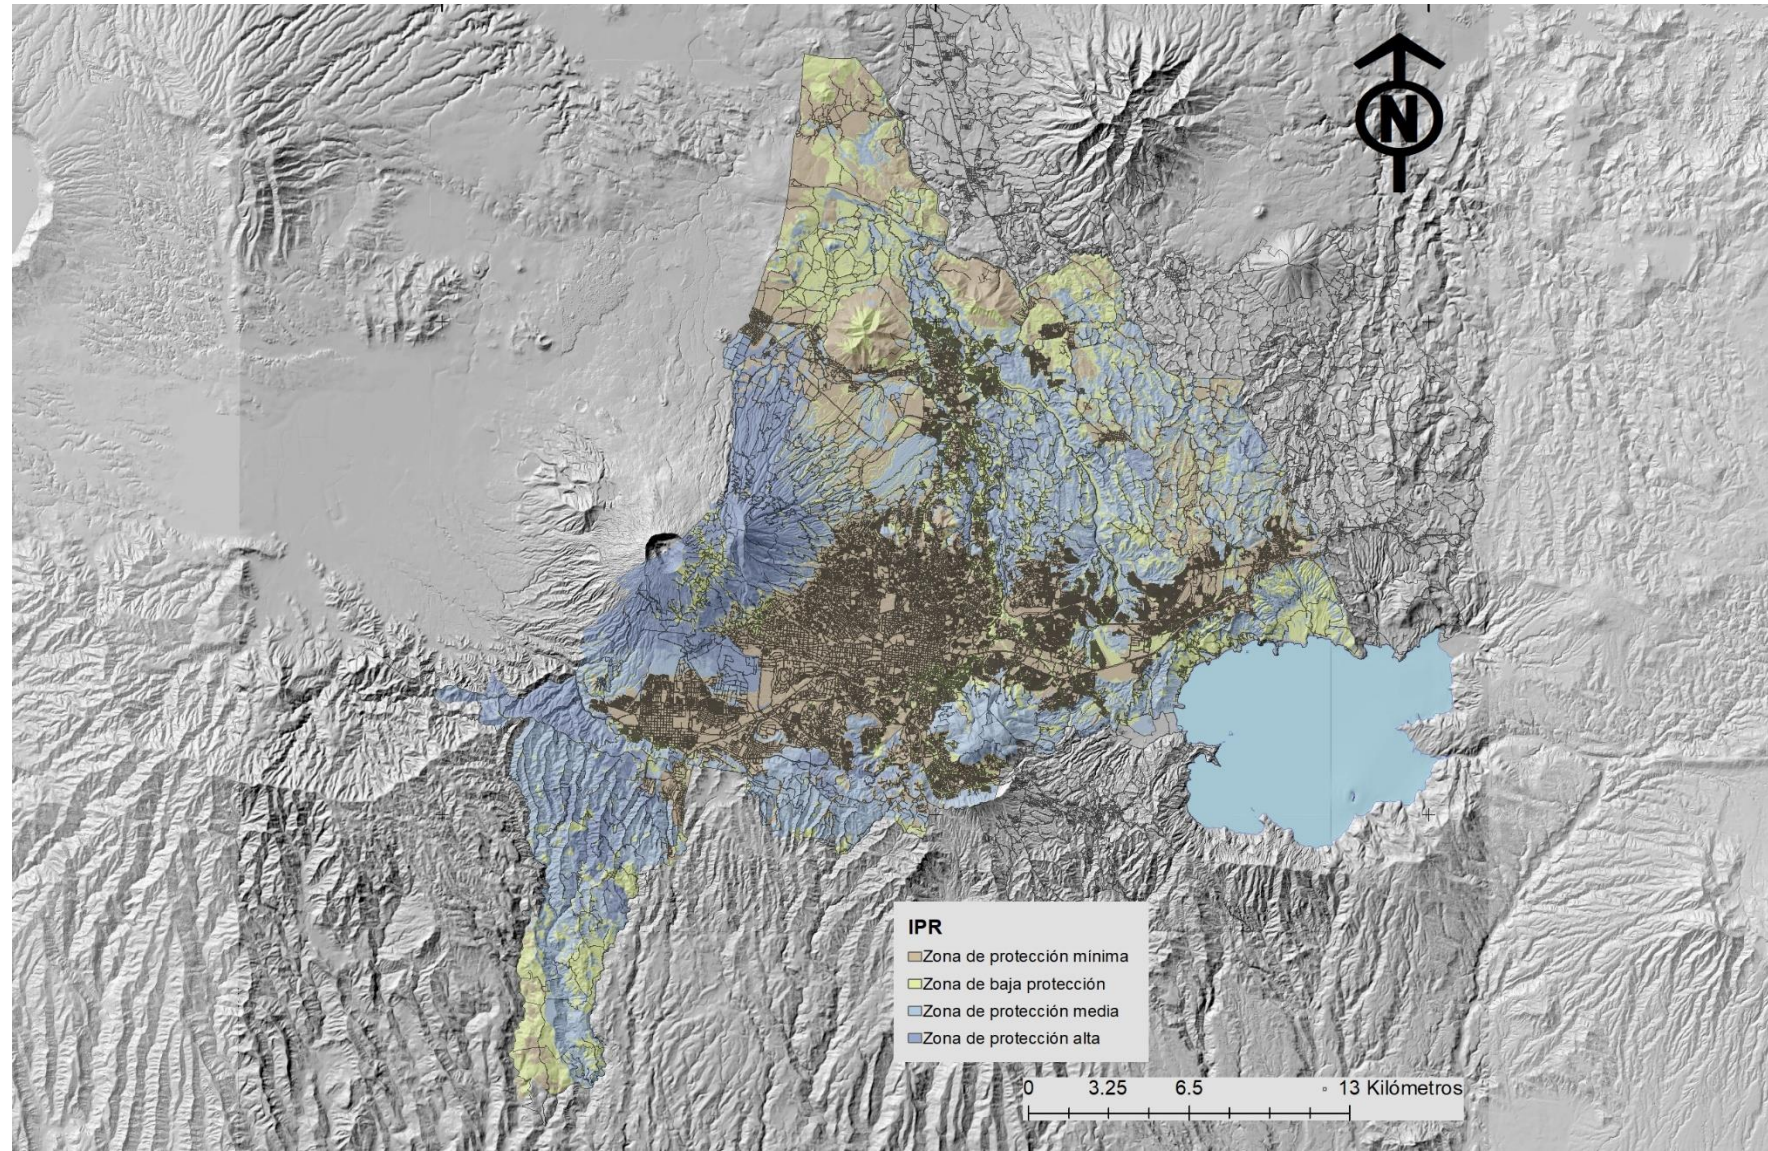 N
IPR
Zona de protección mínima
Zona de baja protección
Zona de protección media
Zona de protección alta
0 3.25 6.5 13 Kilómetros